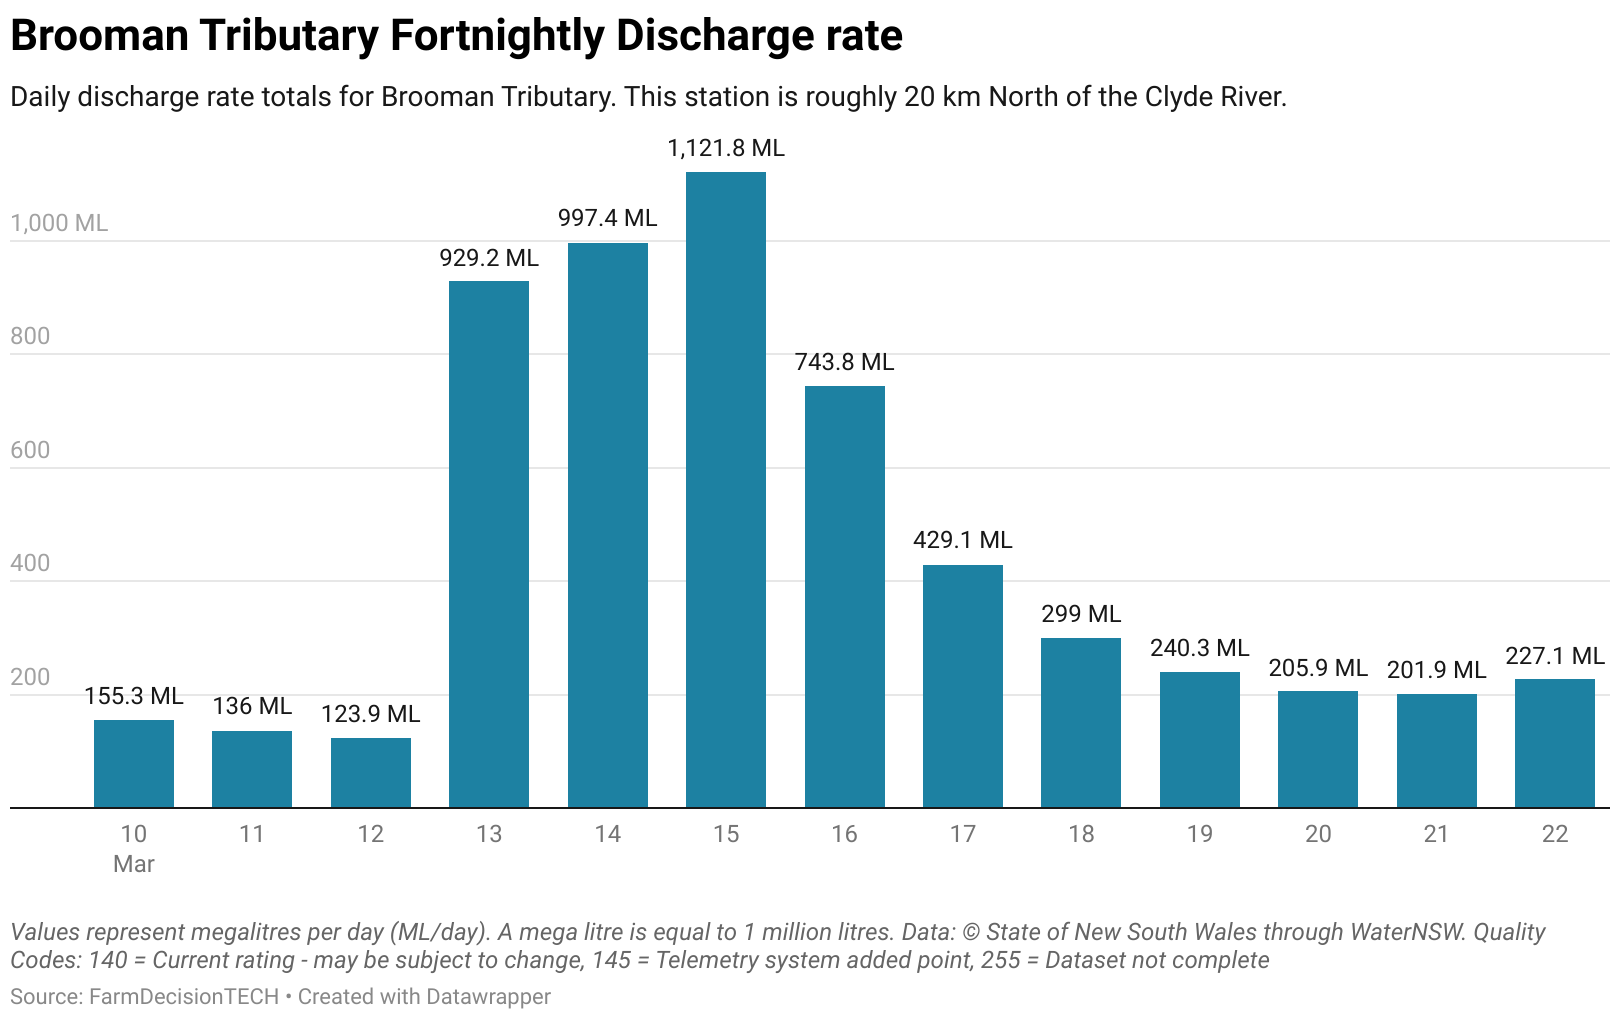 Brooman Tributary Fortnightly Discharge rate
Daily discharge rate totals for Brooman Tributary. This station is roughly 20 km North of the Clyde River.
1,121.8 ML
997.4 ML
1,000 ML
929.2 ML
800
743.8 ML
600
429.1 ML
400
299 ML
240.3 ML
227.1 ML
205.9 ML
201.9 ML
200
155.3 ML
136 ML
123.9 ML
10 11 12 13 14 15 16 17 18 19 20 21 22
Mar
Values represent megalitres per day (ML/day). A mega litre is equal to 1 million litres. Data: © State of New South Wales through WaterNSW. Quality
Codes: 140 = Current rating - may be subject to change, 145 = Telemetry system added point, 255 = Dataset not complete
Source: FarmDecisionTECH • Created with Datawrapper